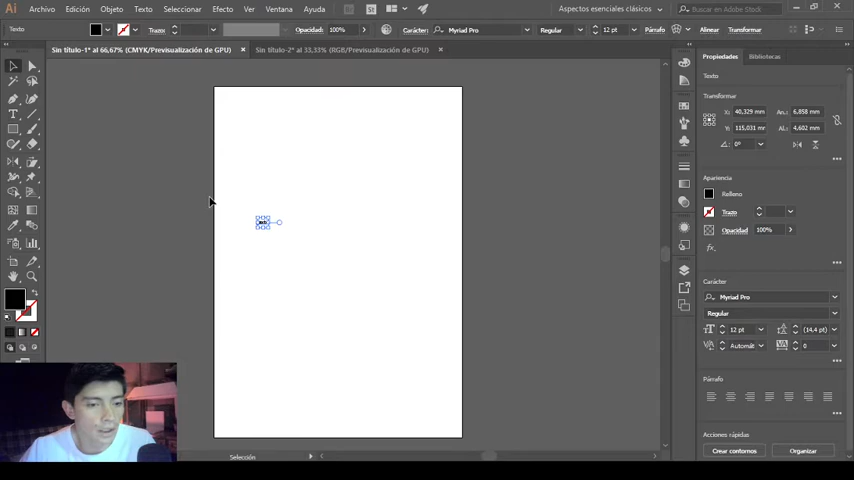 Ai Archivo Edición Objeto Texto Seleccionar Efecto Ver Ventana Ayuda Br St Aspectos esenciales clásicos Buscar en Adobe Stock
Texto Trazo: Opacidad: 100% Carácter: Myriad Pro Regular 12 pt Párrafo Alinear Transformar
Sin título-1* al 66,67% (CMYK/Previsualización de GPU) Sin título-2* al 33,33% (RGB/Previsualización de GPU)
Propiedades Bibliotecas
Texto
Transformar
X: 40,329 mm An.: 6,858 mm
Y: 115,031 mm Al.: 4,602 mm
0°
Apariencia
Relleno
Trazo
Opacidad 100%
fx.
Carácter
Myriad Pro
Regular
12 pt (14,4 pt)
Automát 0
Párrafo
Acciones rápidas
Crear contornos Organizar
Selección